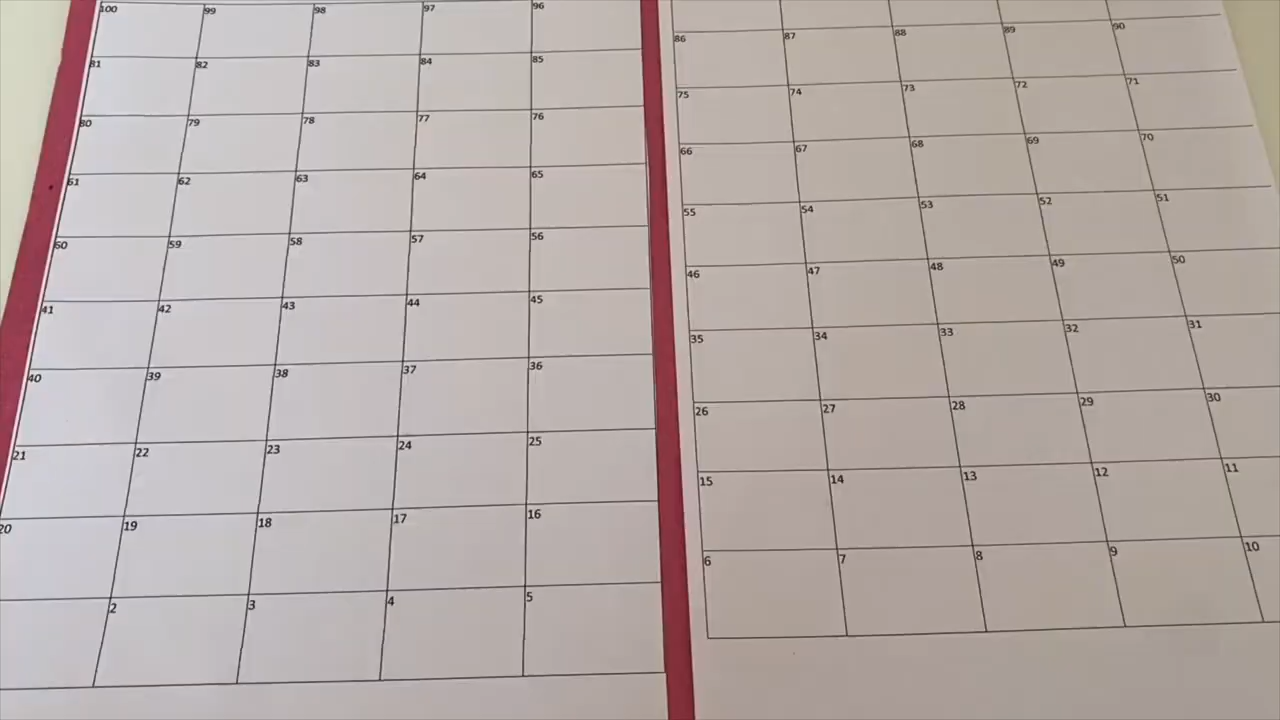 100 99 98 97 96
81 82 83 84 85
80 79 78 77 76
61 62 63 64 65
60 59 58 57 56
41 42 43 44 45
40 39 38 37 36
21 22 23 24 25
20 19 18 17 16
2 3 4 5
86 87 88 89 90
75 74 73 72 71
66 67 68 69 70
55 54 53 52 51
46 47 48 49 50
35 34 33 32 31
26 27 28 29 30
15 14 13 12 11
6 7 8 9 10